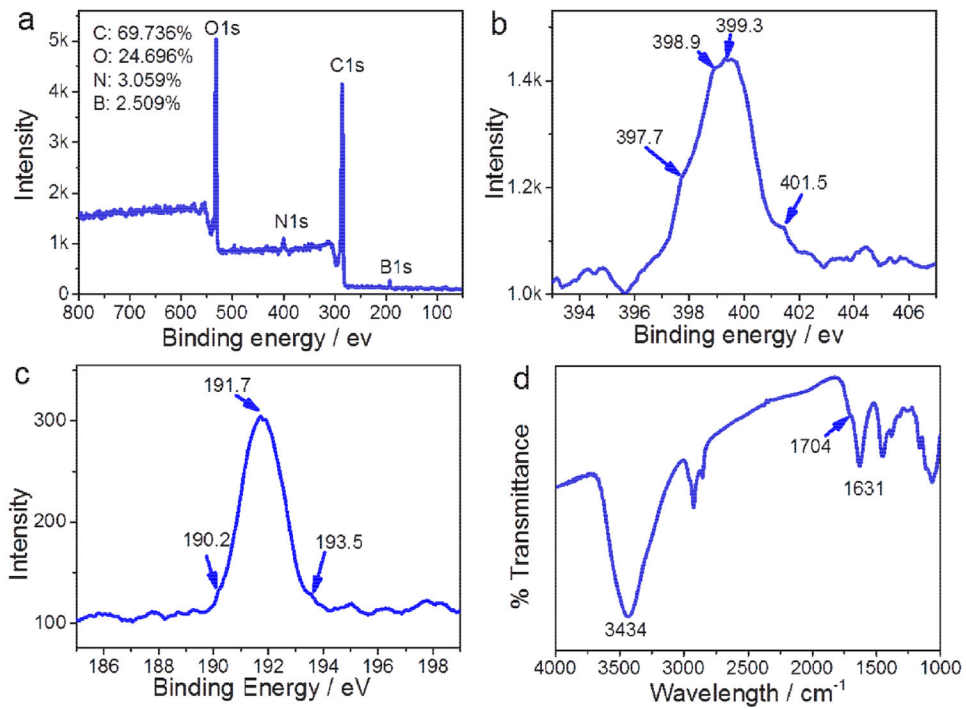 a
C: 69.736%
O: 24.696%
N: 3.059%
B: 2.509%
O1s
C1s
N1s
B1s
5k
4k
3k
2k
1k
0
Intensity
800 700 600 500 400 300 200 100
Binding energy / ev
b
398.9
399.3
397.7
401.5
1.4k
1.2k
1.0k
Intensity
394 396 398 400 402 404 406
Binding energy / ev
c
191.7
190.2
193.5
300
200
100
Intensity
186 188 190 192 194 196 198
Binding Energy / eV
d
1704
1631
3434
% Transmittance
4000 3500 3000 2500 2000 1500 1000
Wavelength / cm⁻¹